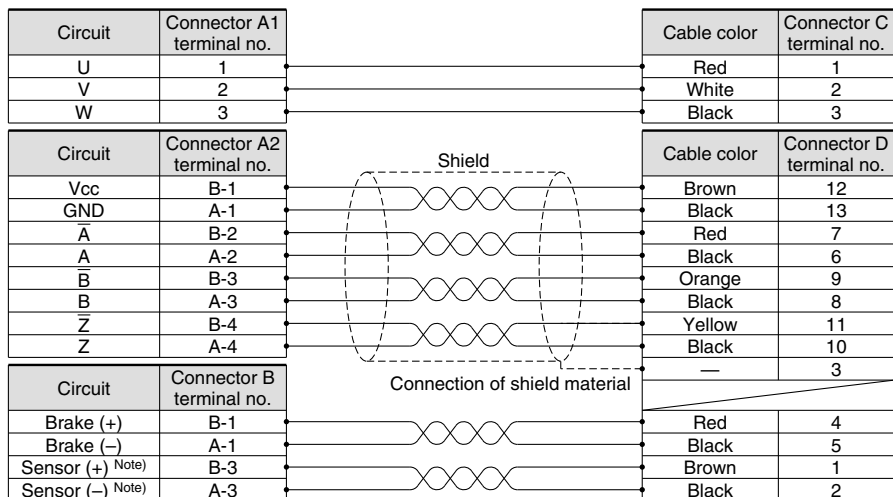 Circuit Connector A1 terminal no. Cable color Connector C terminal no.
U 1 Red 1
V 2 White 2
W 3 Black 3
Circuit Connector A2 terminal no. Shield Cable color Connector D terminal no.
Vcc B-1 Brown 12
GND A-1 Black 13
A̅ B-2 Red 7
A A-2 Black 6
B̅ B-3 Orange 9
B A-3 Black 8
Z̅ B-4 Yellow 11
Z A-4 Black 10
— 3
Connection of shield material
Circuit Connector B terminal no.
Brake (+) B-1 Red 4
Brake (–) A-1 Black 5
Sensor (+) Note) B-3 Brown 1
Sensor (–) Note) A-3 Black 2